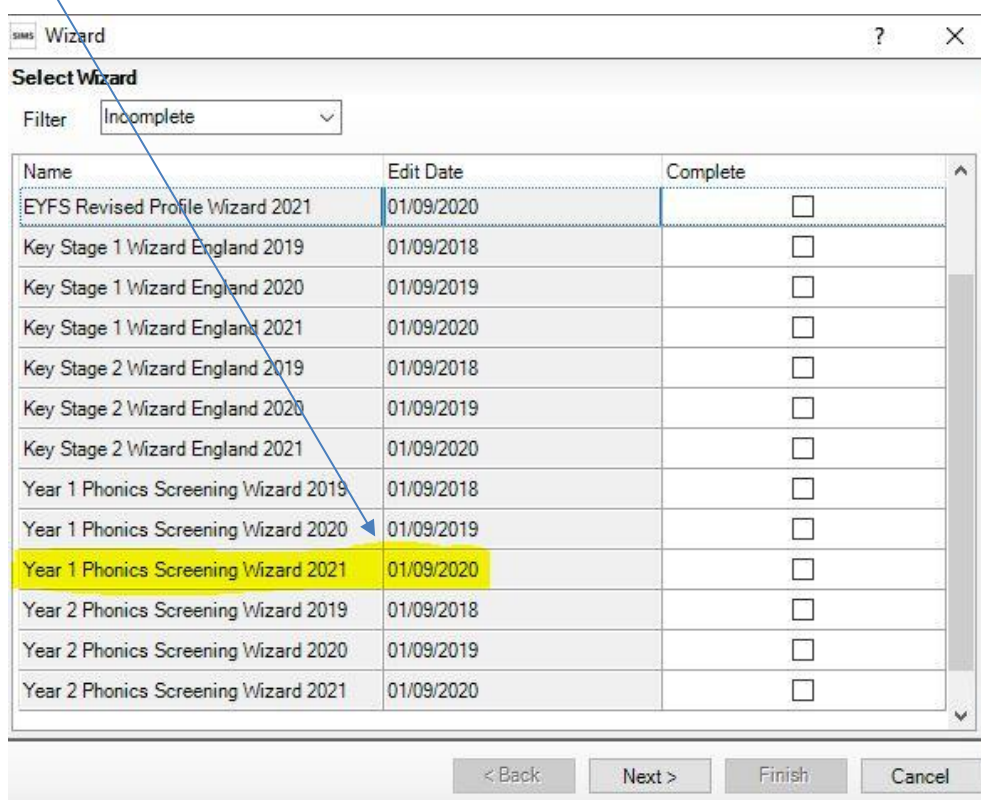 SIMS Wizard ? X
Select Wizard
Filter Incomplete
Name Edit Date Complete
EYFS Revised Profile Wizard 2021 01/09/2020
Key Stage 1 Wizard England 2019 01/09/2018
Key Stage 1 Wizard England 2020 01/09/2019
Key Stage 1 Wizard England 2021 01/09/2020
Key Stage 2 Wizard England 2019 01/09/2018
Key Stage 2 Wizard England 2020 01/09/2019
Key Stage 2 Wizard England 2021 01/09/2020
Year 1 Phonics Screening Wizard 2019 01/09/2018
Year 1 Phonics Screening Wizard 2020 01/09/2019
Year 1 Phonics Screening Wizard 2021 01/09/2020
Year 2 Phonics Screening Wizard 2019 01/09/2018
Year 2 Phonics Screening Wizard 2020 01/09/2019
Year 2 Phonics Screening Wizard 2021 01/09/2020
< Back Next > Finish Cancel